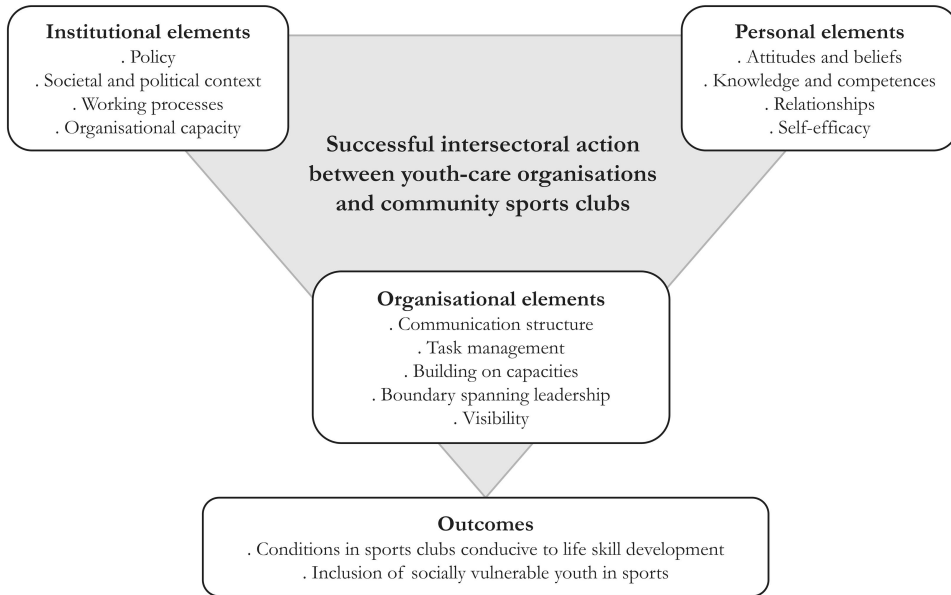 Institutional elements
. Policy
. Societal and political context
. Working processes
. Organisational capacity
Personal elements
. Attitudes and beliefs
. Knowledge and competences
. Relationships
. Self-efficacy
Successful intersectoral action
between youth-care organisations
and community sports clubs
Organisational elements
. Communication structure
. Task management
. Building on capacities
. Boundary spanning leadership
. Visibility
Outcomes
. Conditions in sports clubs conducive to life skill development
. Inclusion of socially vulnerable youth in sports